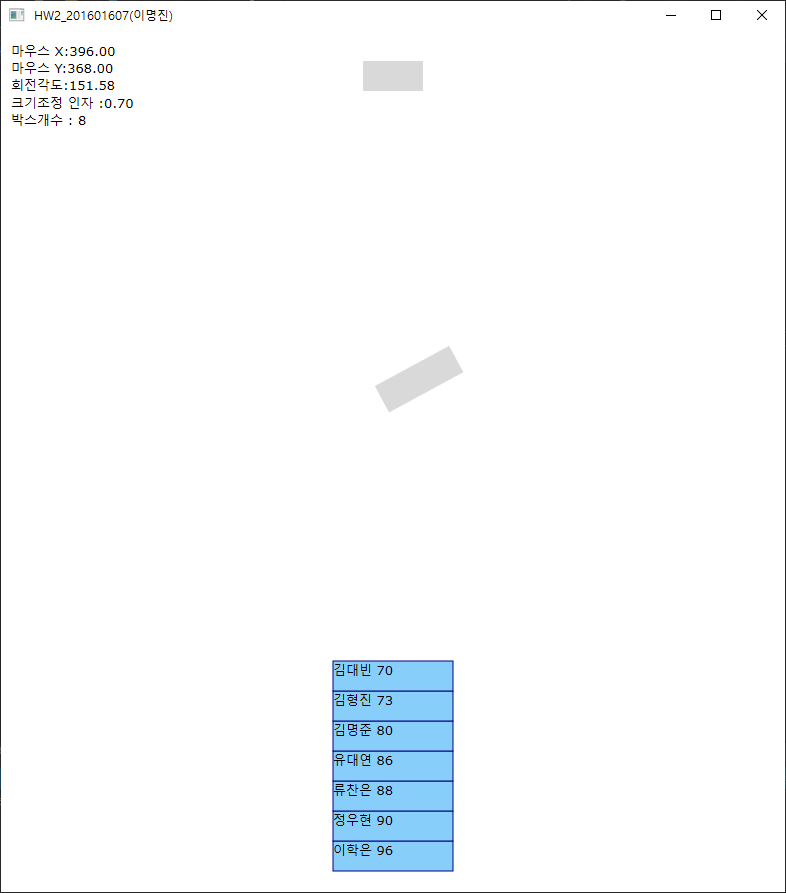 HW2_201601607(이명진)
마우스 X:396.00
마우스 Y:368.00
회전각도:151.58
크기조정 인자 :0.70
박스개수 : 8
김대빈 70
김형진 73
김명준 80
유대연 86
류찬은 88
정우현 90
이학은 96